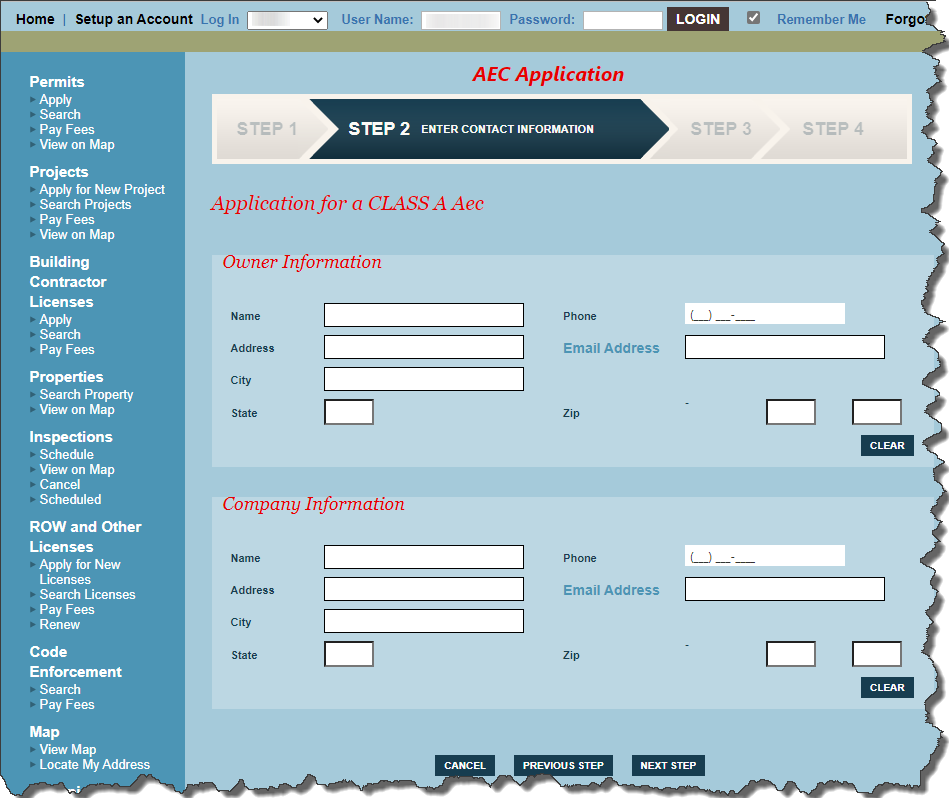 Home | Setup an Account Log In User Name: Password: LOGIN Remember Me Forgo
AEC Application
STEP 1 STEP 2 ENTER CONTACT INFORMATION STEP 3 STEP 4
Permits
Apply
Search
Pay Fees
View on Map
Projects
Apply for New Project
Search Projects
Pay Fees
View on Map
Building
Contractor
Licenses
Apply
Search
Pay Fees
Properties
Search Property
View on Map
Inspections
Schedule
View on Map
Cancel
Scheduled
ROW and Other
Licenses
Apply for New
Licenses
Search Licenses
Pay Fees
Renew
Code
Enforcement
Search
Pay Fees
Map
View Map
Locate My Address
Application for a CLASS A Aec
Owner Information
Name Phone (___) ___-____
Address Email Address
City
State Zip -
CLEAR
Company Information
Name Phone (___) ___-____
Address Email Address
City
State Zip -
CLEAR
CANCEL PREVIOUS STEP NEXT STEP